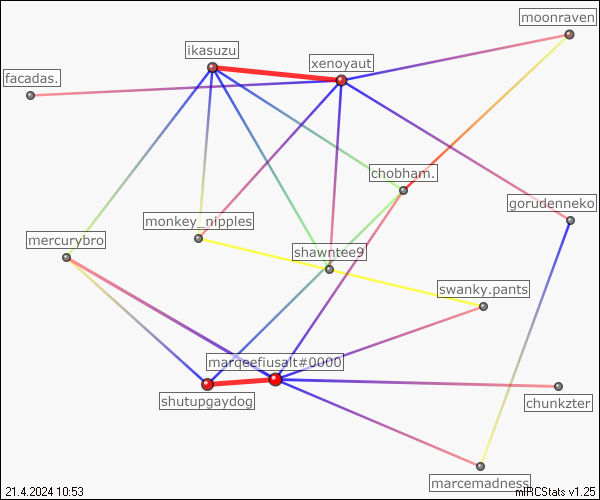 moonraven
ikasuzu
xenoyaut
facadas.
chobham.
gorudenneko
monkey_nipples
mercurybro
shawntee9
swanky.pants
marqeefiusalt#0000
shutupgaydog
chunkzter
marcemadness
21.4.2024 10:53
mIRCStats v1.25